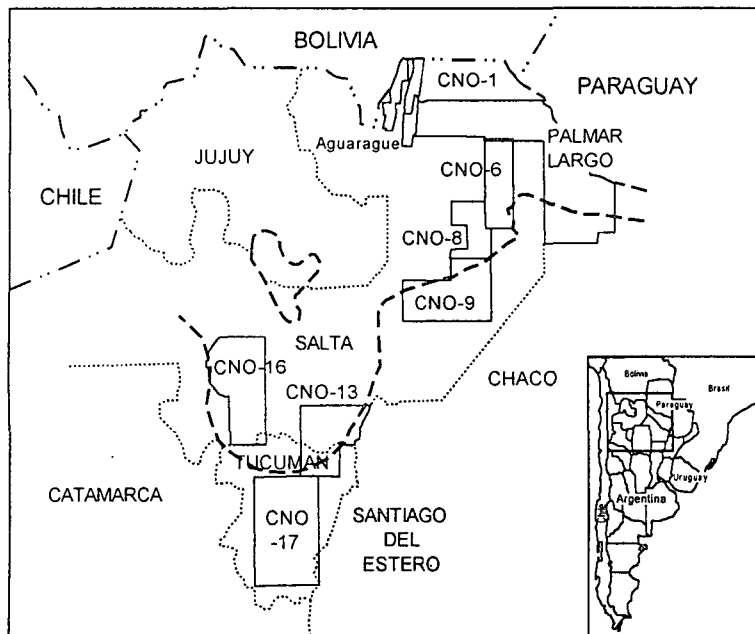 BOLIVIA
CNO-1
PARAGUAY
Aguarague
PALMAR
LARGO
JUJUY
CNO-6
CHILE
CNO-8
CNO-9
SALTA
CNO-16
CNO-13
CHACO
TUCUMAN
CATAMARCA
CNO
-17
SANTIAGO
DEL
ESTERO
Bolivia
Brasil
Paraguay
Uruguay
Argentina